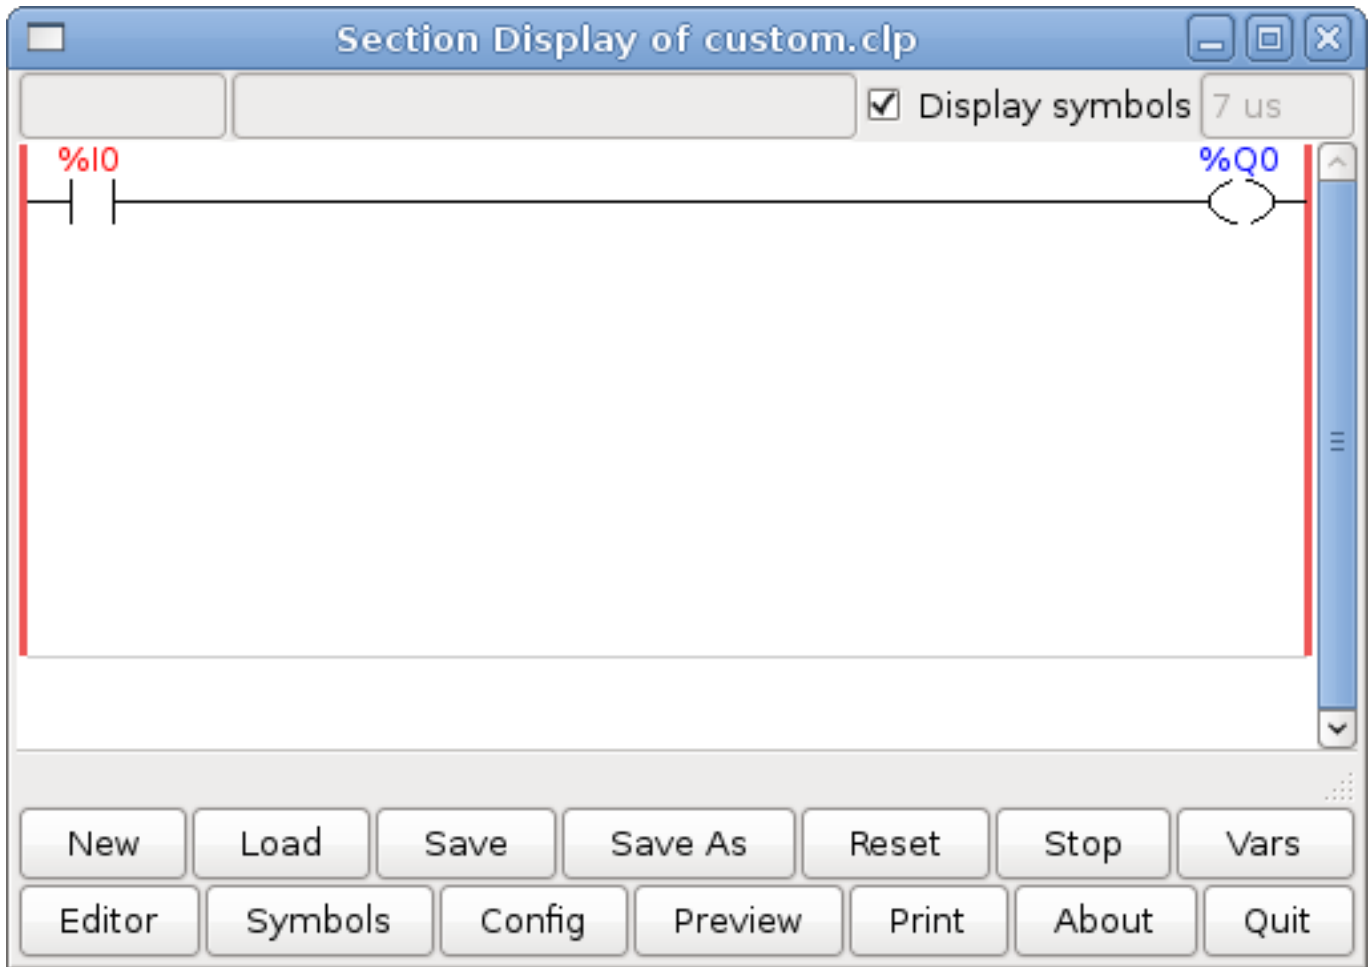 Section Display of custom.clp
Display symbols 7 us
%I0 %Q0
New Load Save Save As Reset Stop Vars
Editor Symbols Config Preview Print About Quit